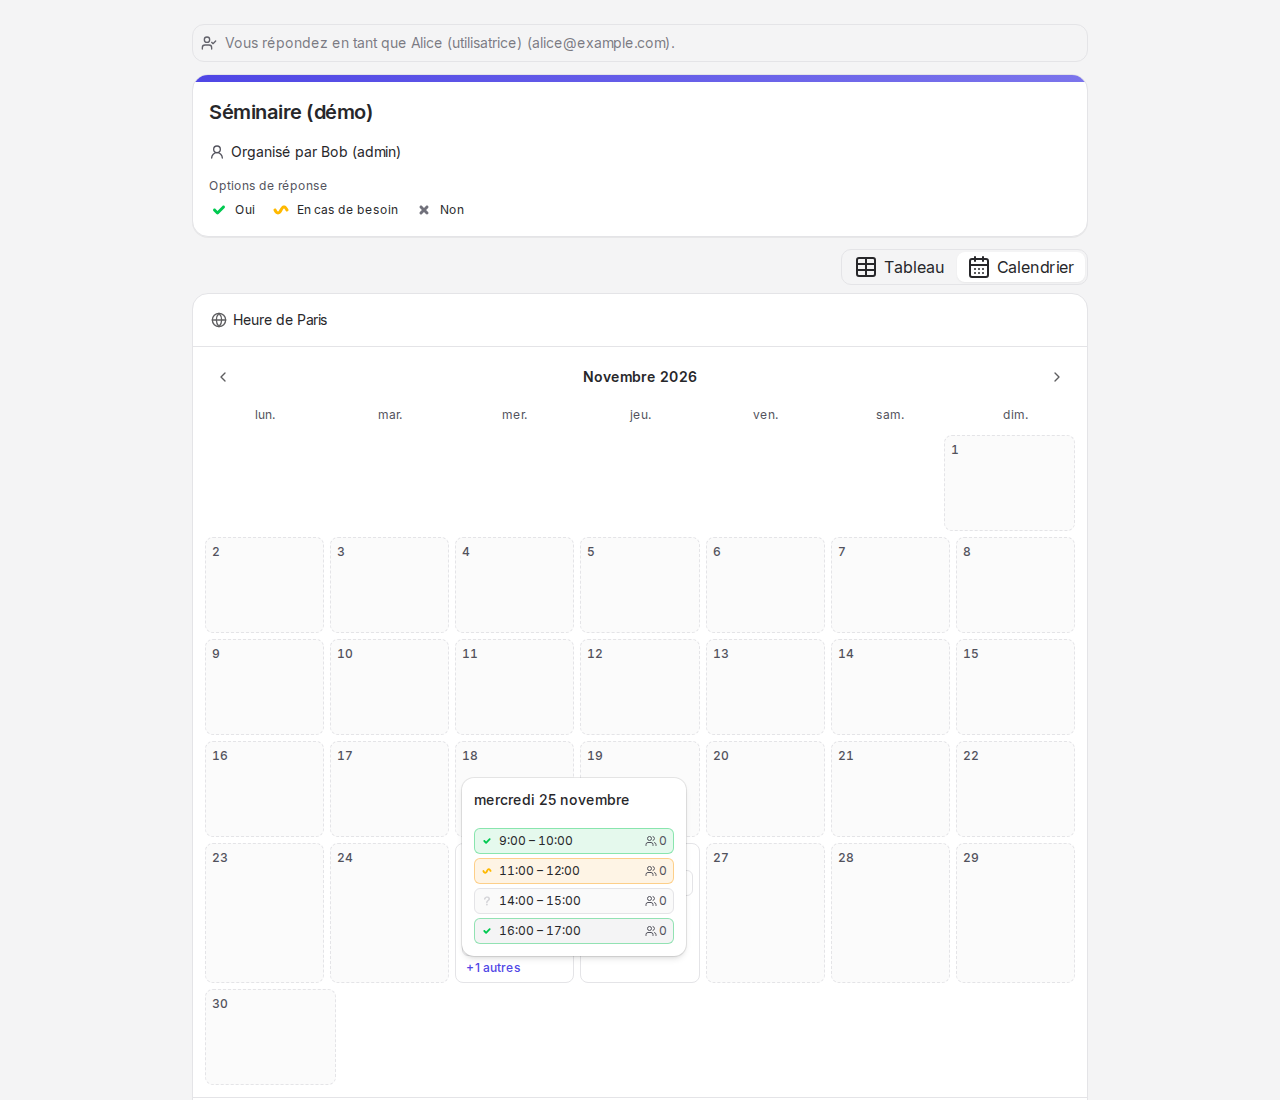 Vous répondez en tant que Alice (utilisatrice) (alice@example.com).
Séminaire (démo)
Organisé par Bob (admin)
Options de réponse
Oui En cas de besoin Non
Tableau Calendrier
Heure de Paris
Novembre 2026
lun. mar. mer. jeu. ven. sam. dim.
1
2 3 4 5 6 7 8
9 10 11 12 13 14 15
16 17 18 19 20 21 22
mercredi 25 novembre
9:00 – 10:00 0
11:00 – 12:00 0
? 14:00 – 15:00 0
16:00 – 17:00 0
23 24 27 28 29
+1 autres
30